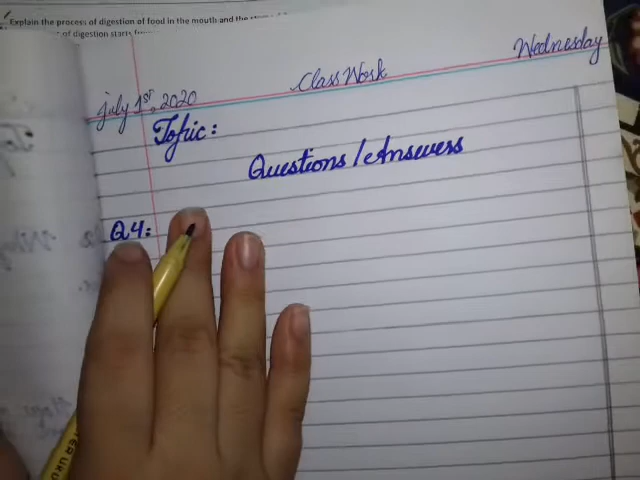 Explain the process of digestion of food in the mouth and the
of digestion starts
Wednesday
Class Work
july 1st, 2020
Topic:
Questions/Answers
Q4: